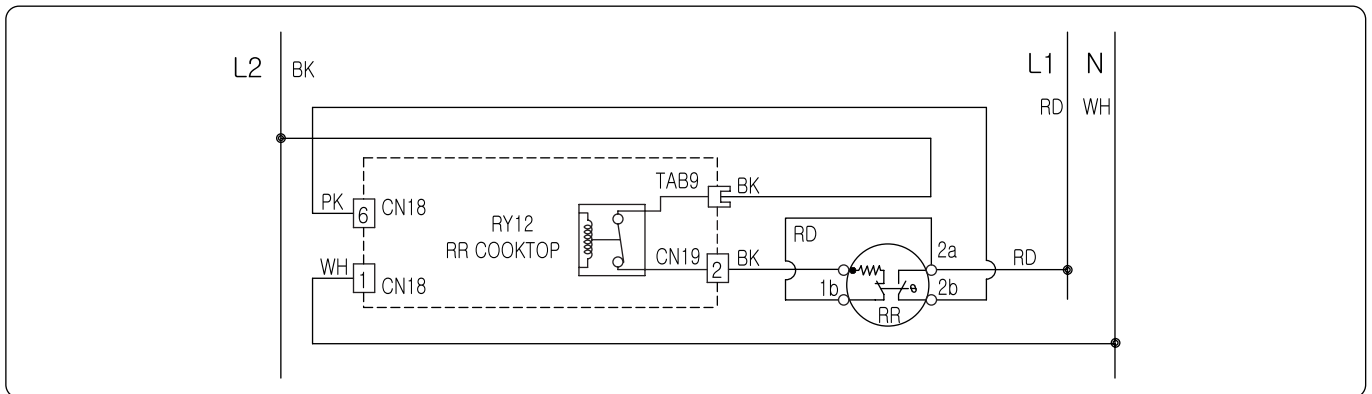 L2 BK
L1 N
RD WH
PK 6 CN18
TAB9 BK
RY12
RR COOKTOP
RD
CN19 2 BK
2a RD
WH 1 CN18
1b θ 2b
RR